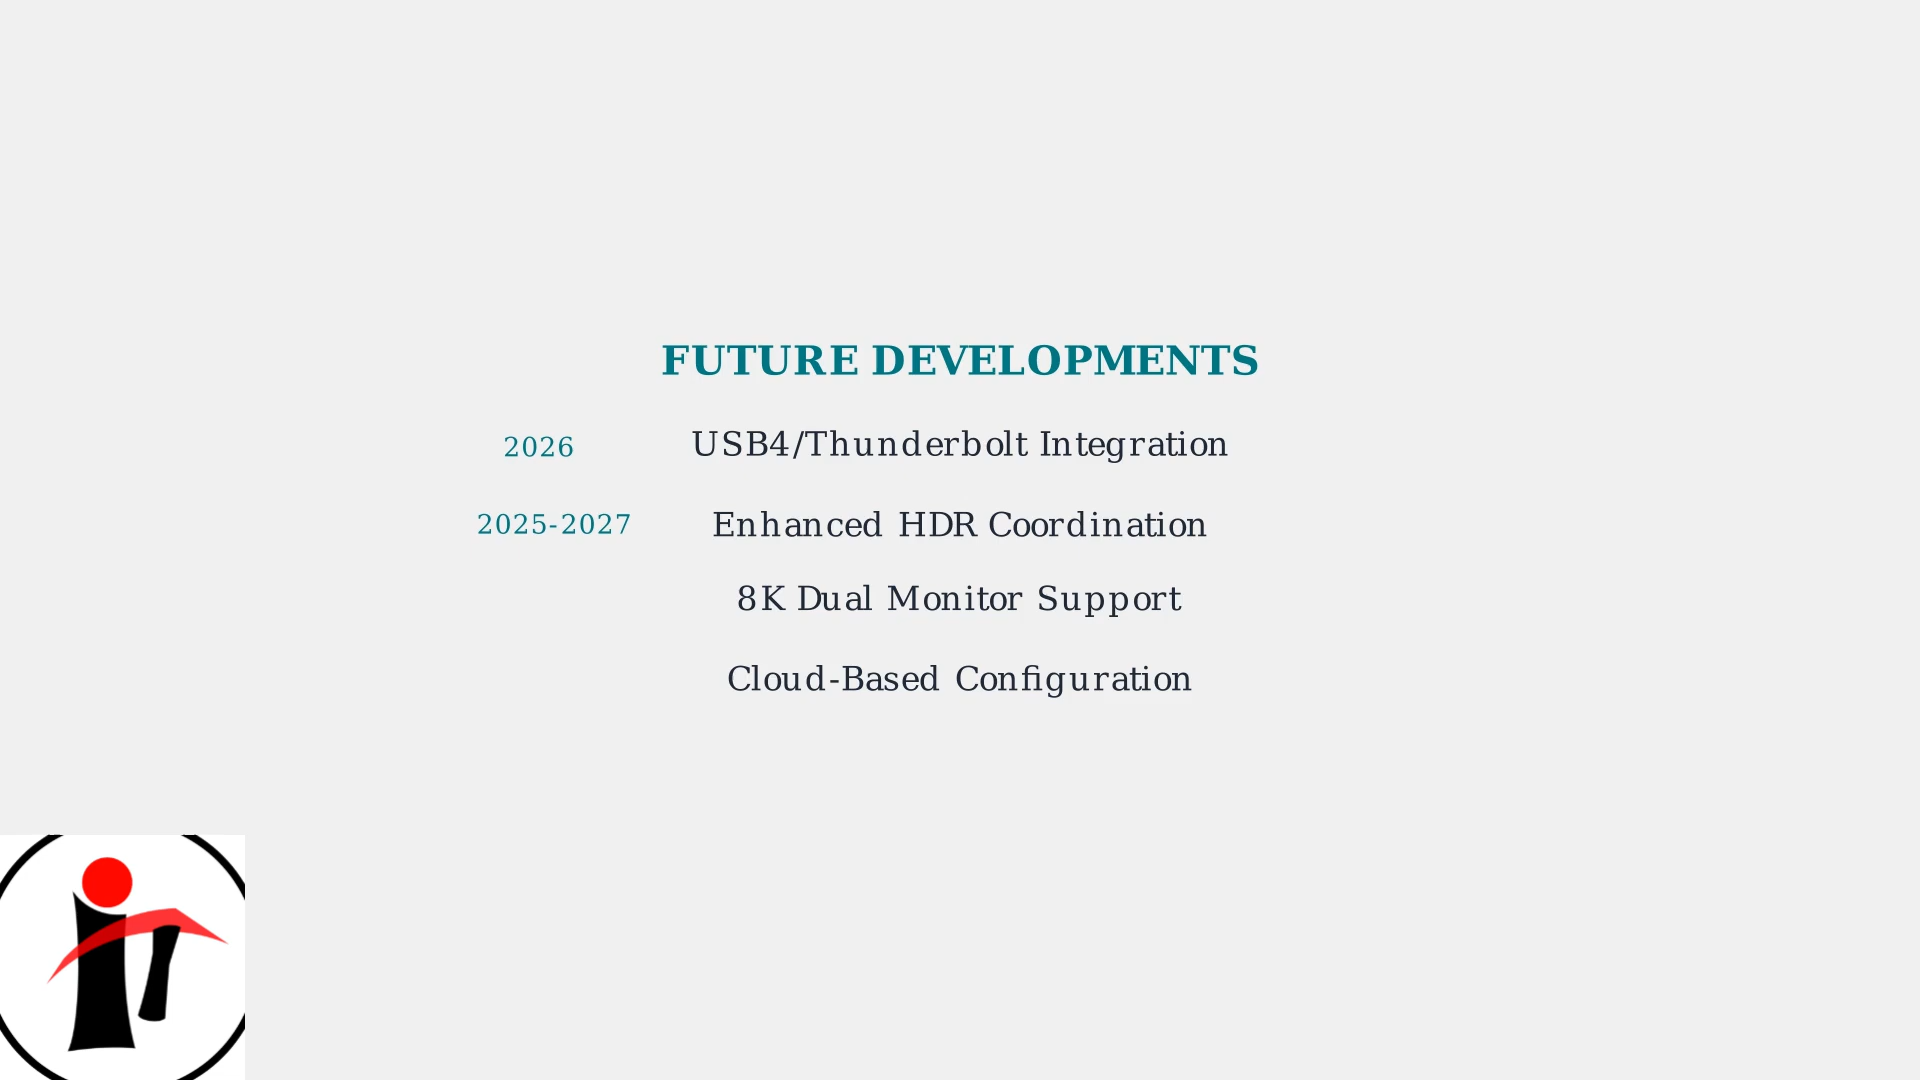 FUTURE DEVELOPMENTS
2026 USB4/Thunderbolt Integration
2025-2027 Enhanced HDR Coordination
8K Dual Monitor Support
Cloud-Based Configuration